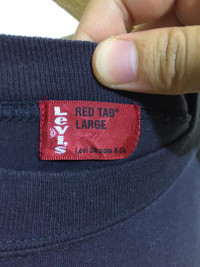 LEVI'S
RED TAB®
LARGE
Levi Strauss & Co